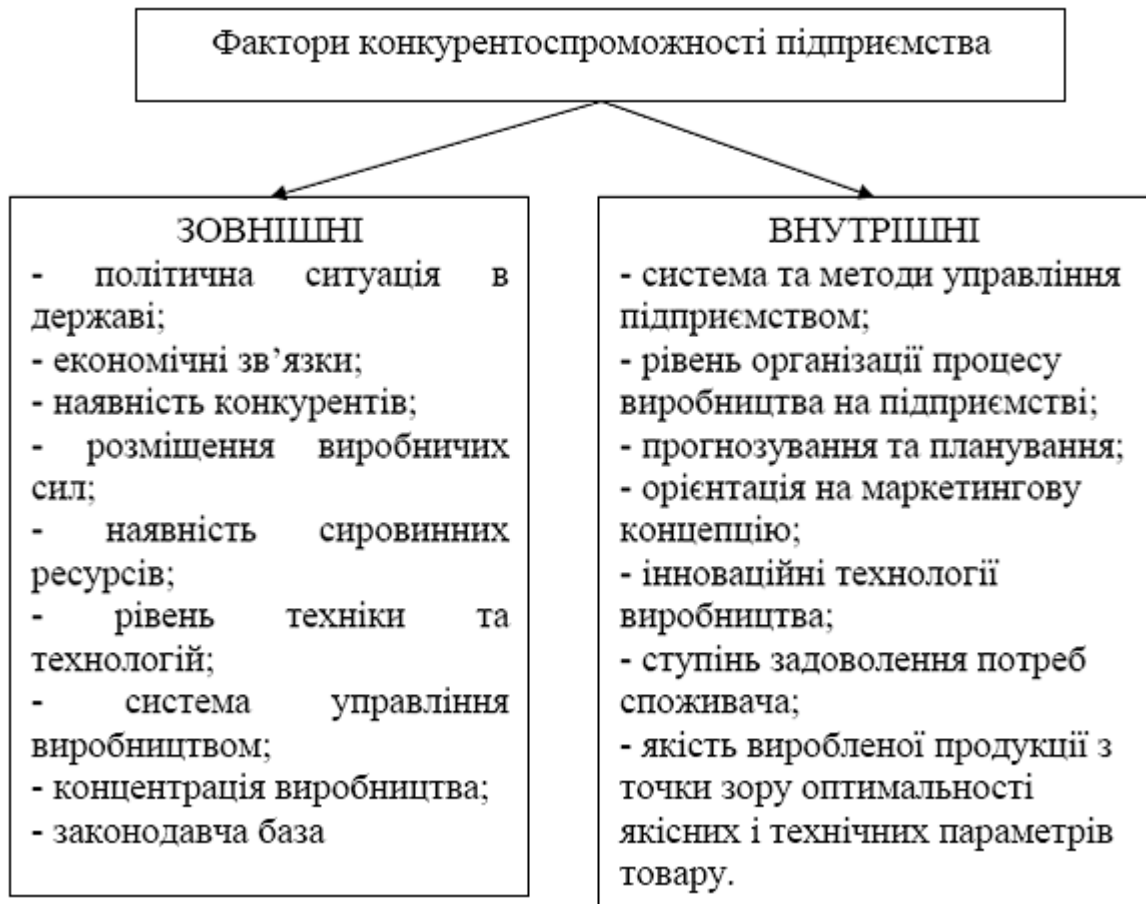 Фактори конкурентоспроможності підприємства
ЗОВНІШНІ
- політична ситуація в
державі;
- економічні зв’язки;
- наявність конкурентів;
- розміщення виробничих
сил;
- наявність сировинних
ресурсів;
- рівень техніки та
технологій;
- система управління
виробництвом;
- концентрація виробництва;
- законодавча база
ВНУТРІШНІ
- система та методи управління
підприємством;
- рівень організації процесу
виробництва на підприємстві;
- прогнозування та планування;
- орієнтація на маркетингову
концепцію;
- інноваційні технології
виробництва;
- ступінь задоволення потреб
споживача;
- якість виробленої продукції з
точки зору оптимальності
якісних і технічних параметрів
товару.